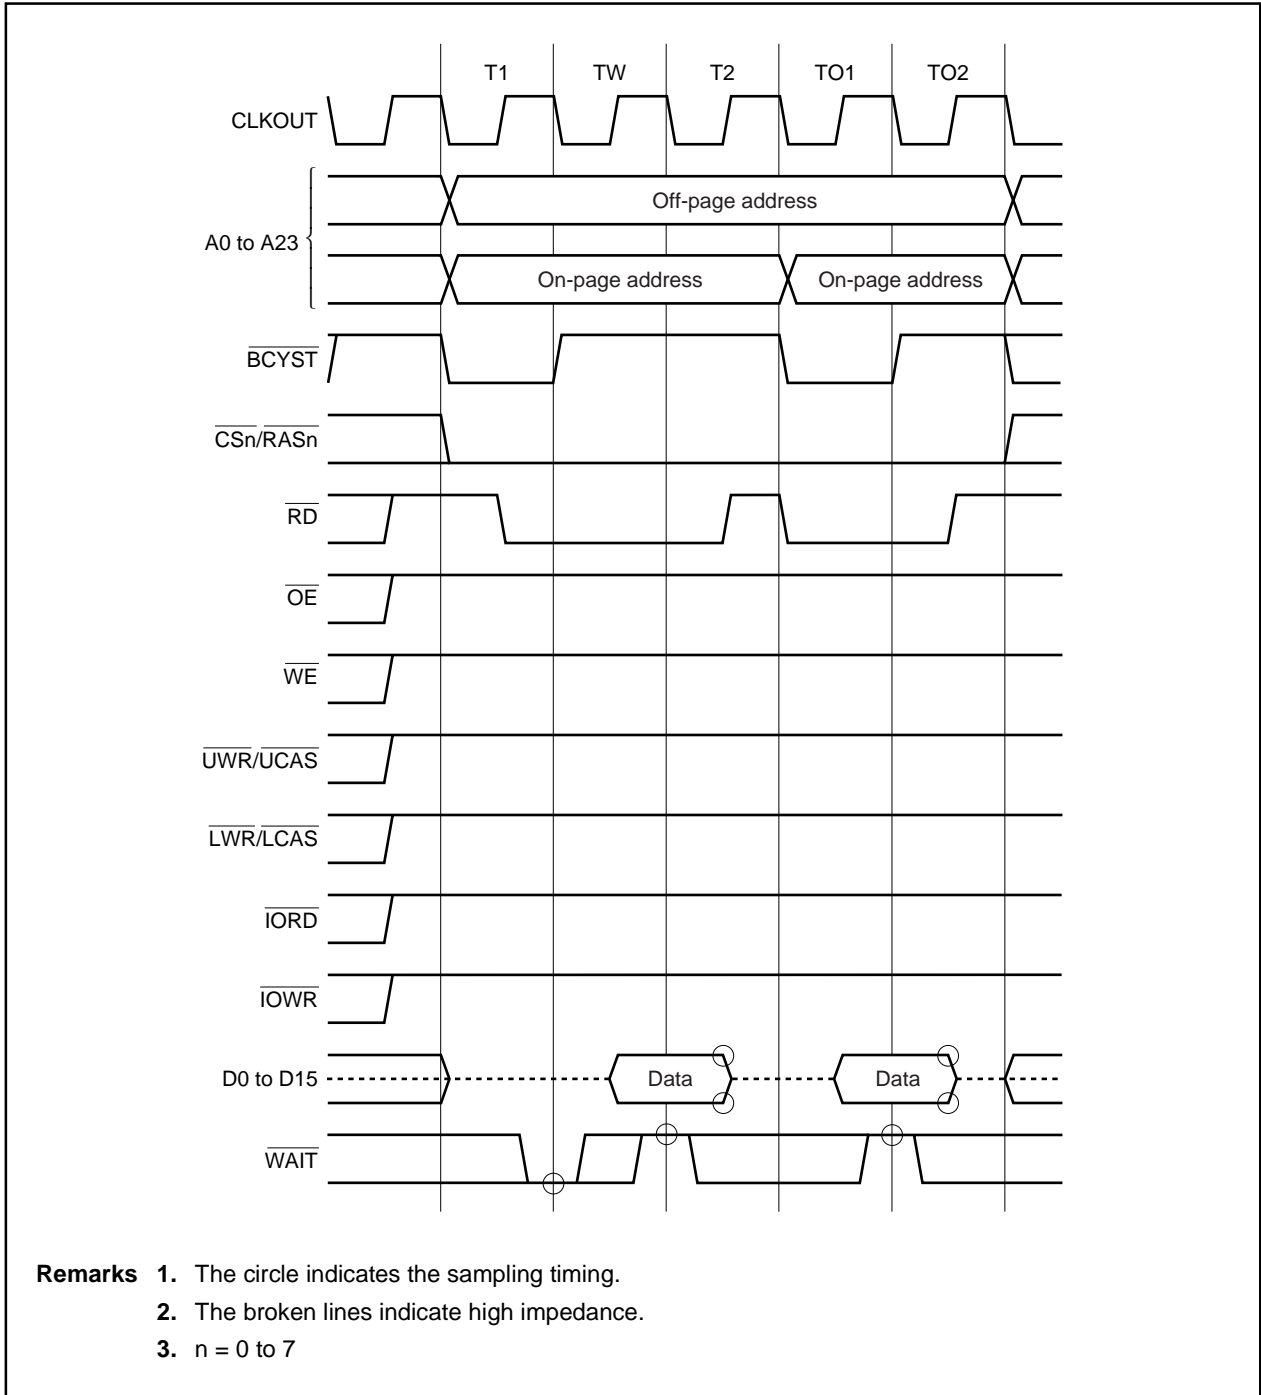 T1 TW T2 TO1 TO2
CLKOUT
Off-page address
A0 to A23
On-page address On-page address
BCYST
CSn/RASn
RD
OE
WE
UWR/UCAS
LWR/LCAS
IORD
IOWR
D0 to D15 Data Data
WAIT
Remarks 1. The circle indicates the sampling timing.
2. The broken lines indicate high impedance.
3. n = 0 to 7